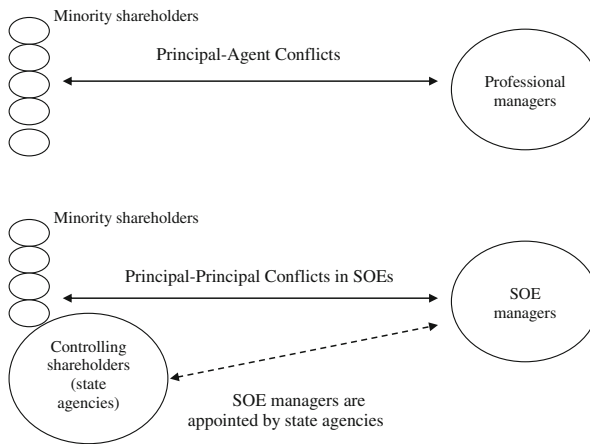 Minority shareholders
Principal-Agent Conflicts
Professional
managers
Minority shareholders
Principal-Principal Conflicts in SOEs
SOE
managers
Controlling
shareholders
(state
agencies)
SOE managers are
appointed by state agencies